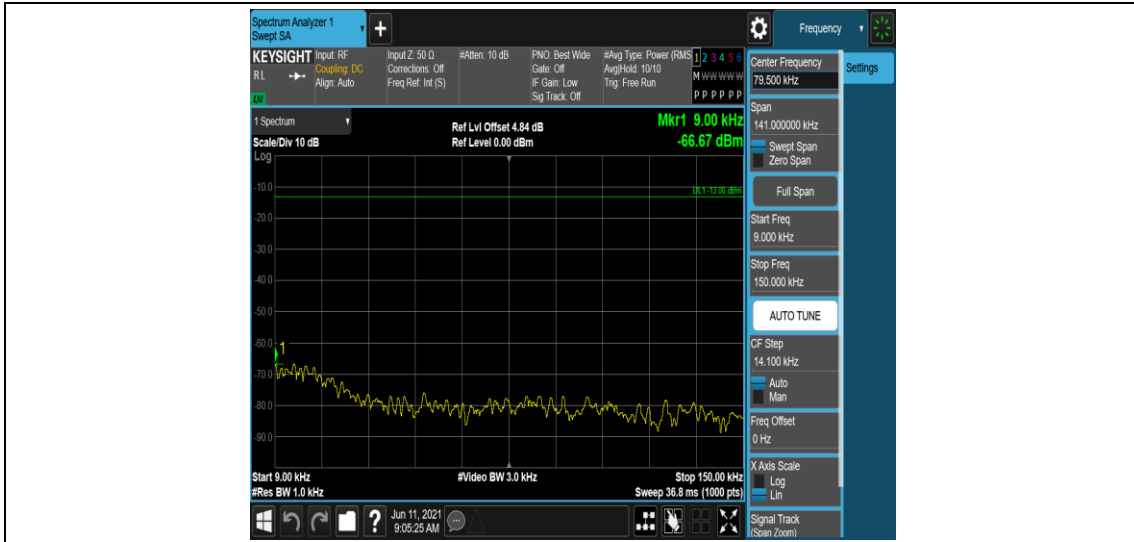 Spectrum Analyzer 1
Swept SA
+
Frequency
KEYSIGHT
Input: RF
Coupling: DC
Align: Auto
Input Z: 50 Ω
Corrections: Off
Freq Ref: Int (S)
#Atten: 10 dB
PNO: Best Wide
Gate: Off
IF Gain: Low
Sig Track: Off
#Avg Type: Power (RMS
Avg|Hold: 10/10
Trig: Free Run
1 2 3 4 5 6
M W W W W W
P P P P P P
R L
Center Frequency
79.500 kHz
Settings
Span
141.000000 kHz
Swept Span
Zero Span
Full Span
Start Freq
9.000 kHz
Stop Freq
150.000 kHz
AUTO TUNE
CF Step
14.100 kHz
Auto
Man
Freq Offset
0 Hz
X Axis Scale
Log
Lin
Signal Track
(Span Zoom)
1 Spectrum
Scale/Div 10 dB
Log
Ref Lvl Offset 4.84 dB
Ref Level 0.00 dBm
Mkr1 9.00 kHz
-66.67 dBm
DL1 -13.00 dBm
-10.0
-20.0
-30.0
-40.0
-50.0
-60.0
1
-70.0
-80.0
-90.0
Start 9.00 kHz
#Res BW 1.0 kHz
#Video BW 3.0 kHz
Stop 150.00 kHz
Sweep 36.8 ms (1000 pts)
?
Jun 11, 2021
9:05:25 AM